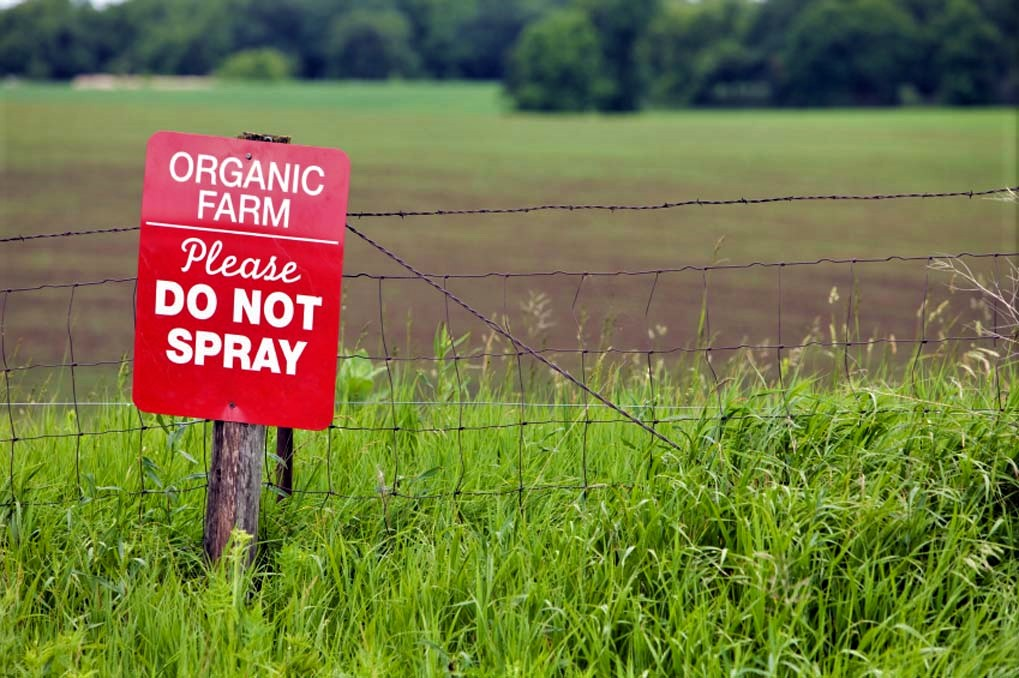 ORGANIC
FARM
Please
DO NOT
SPRAY